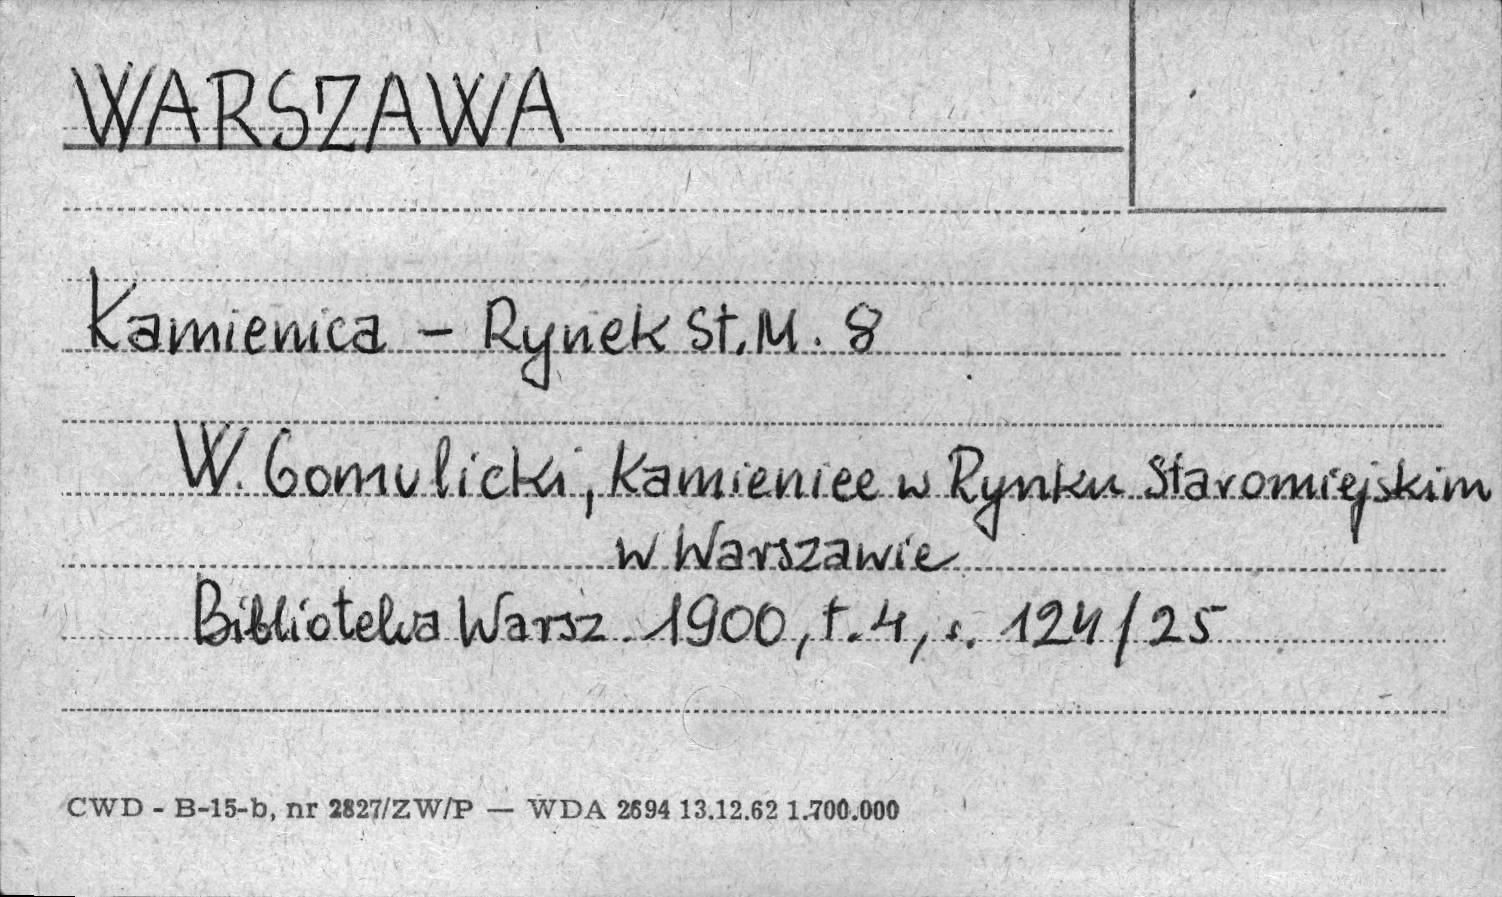 WARSZAWA
Kamienica - Rynek St. M. 8
W. Gomulicki, Kamienice w Rynku Staromiejskim
w Warszawie
Biblioteka Warsz. 1900, t. 4, s. 124/25
CWD - B-15-b, nr 2827/ZW/P — WDA 2694 13.12.62 1.700.000